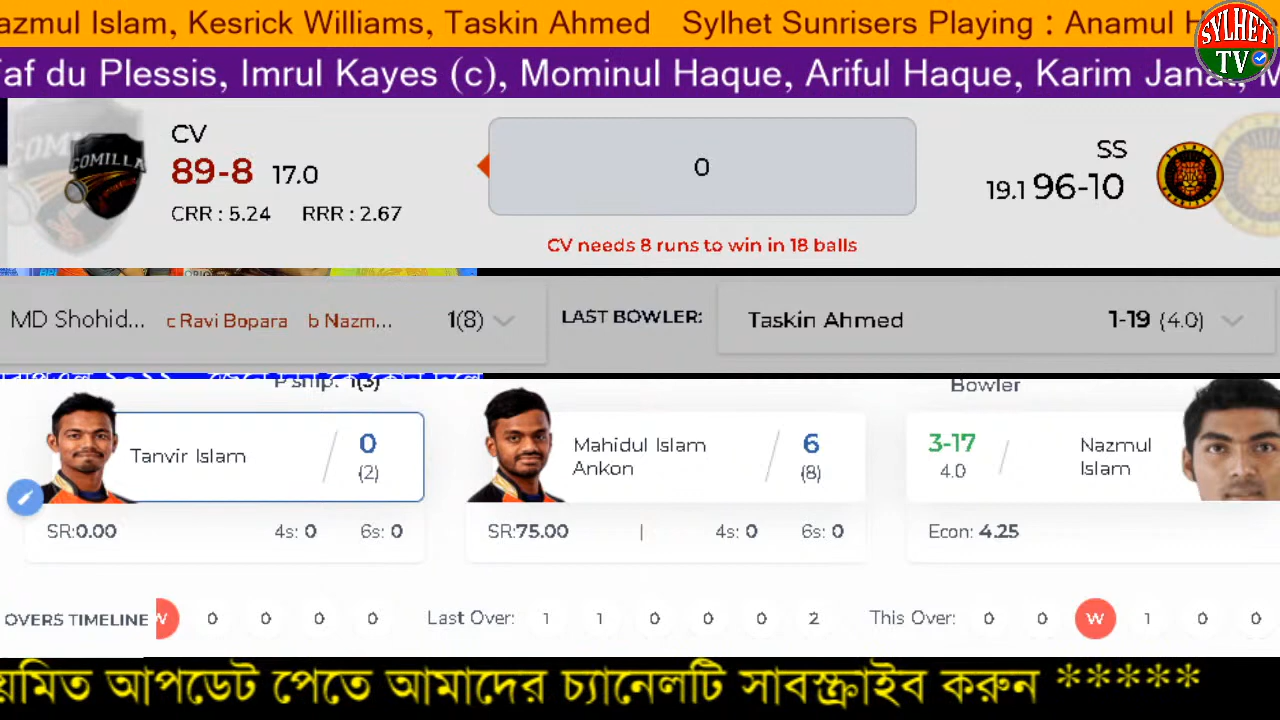 azmul Islam, Kesrick Williams, Taskin Ahmed Sylhet Sunrisers Playing : Anamul H
SYLHET
TV
Faf du Plessis, Imrul Kayes (c), Mominul Haque, Ariful Haque, Karim Janat, M
COMILLA
CV
89-8 17.0
CRR : 5.24 RRR : 2.67
0
CV needs 8 runs to win in 18 balls
SS
19.1 96-10
MD Shohid... c Ravi Bopara b Nazm... 1(8)
LAST BOWLER: Taskin Ahmed 1-19 (4.0)
P'ship: 1(3)
Bowler
Tanvir Islam 0 (2)
SR:0.00 4s: 0 6s: 0
Mahidul Islam Ankon 6 (8)
SR:75.00 | 4s: 0 6s: 0
3-17 4.0 Nazmul Islam
Econ: 4.25
OVERS TIMELINE W 0 0 0 0 Last Over: 1 1 0 0 0 2 This Over: 0 0 W 1 0 0
য়মিত আপডেট পেতে আমাদের চ্যানেলটি সাবস্ক্রাইব করুন *****